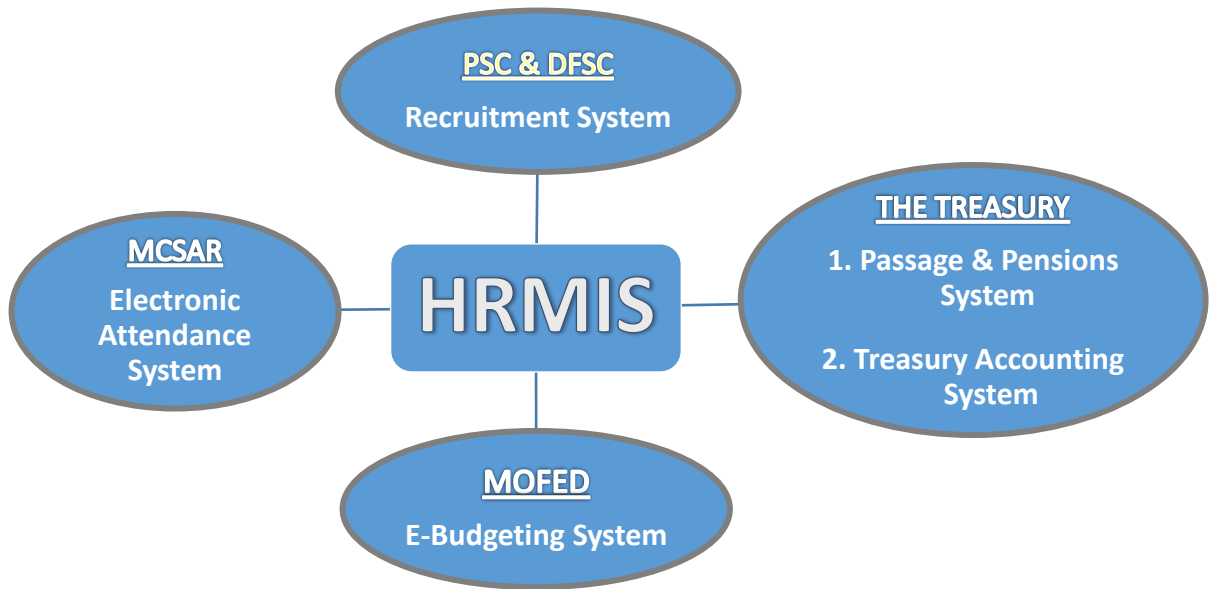 PSC & DFSC
Recruitment System
THE TREASURY
1. Passage & Pensions
System
2. Treasury Accounting
System
MCSAR
Electronic
Attendance
System
HRMIS
MOFED
E-Budgeting System